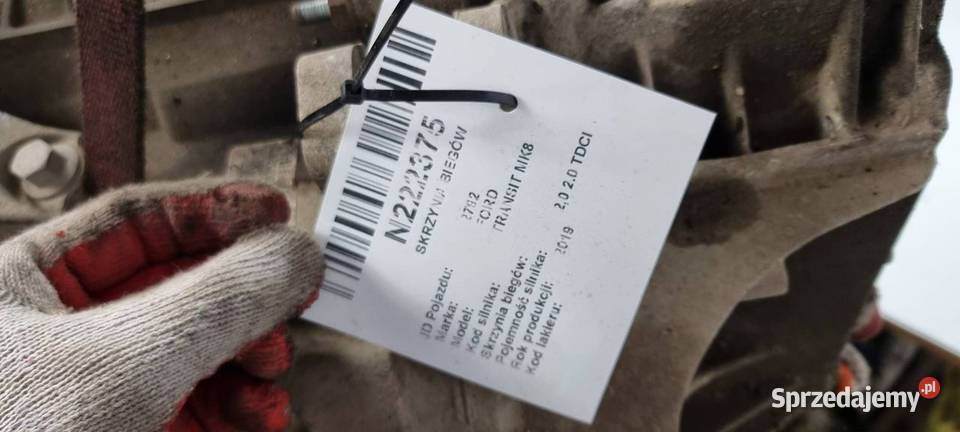 N222375
SKRZYNIA BIEGÓW
ID Pojazdu: 2792
Marka: FORD
Model: TRANSIT MK8
Kod silnika:
Skrzynia biegów:
Pojemność silnika: 2,0 2.0 TDCI
Rok produkcji: 2019
Kod lakieru:
Sprzedajemy.pl